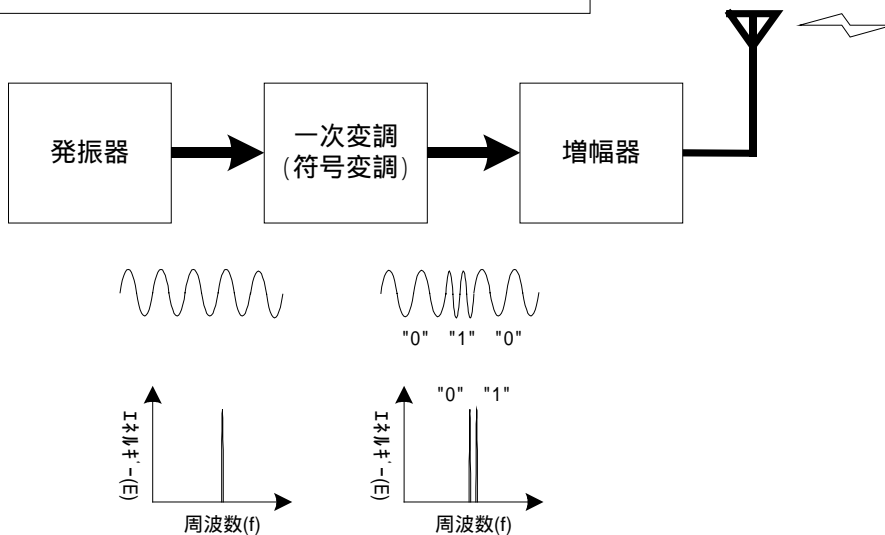 発振器
一次変調
(符号変調)
増幅器
"0" "1" "0"
"0" "1"
エネルギｰ(E)
エネルギｰ(E)
周波数(f)
周波数(f)